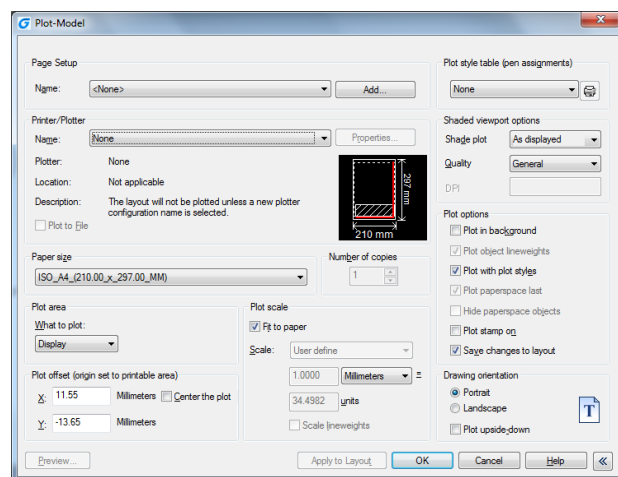 Plot-Model
Page Setup
Name: <None> Add...
Printer/Plotter
Name: None Properties...
Plotter: None
Location: Not applicable
Description: The layout will not be plotted unless a new plotter
configuration name is selected.
Plot to File
297 mm
210 mm
Paper size
ISO_A4_(210.00_x_297.00_MM)
Number of copies
1
Plot area
What to plot:
Display
Plot offset (origin set to printable area)
X: 11.55 Millimeters Center the plot
Y: -13.65 Millimeters
Plot scale
Fit to paper
Scale: User define
1.0000 Millimeters =
34.4982 units
Scale lineweights
Plot style table (pen assignments)
None
Shaded viewport options
Shade plot As displayed
Quality General
DPI
Plot options
Plot in background
Plot object lineweights
Plot with plot styles
Plot paperspace last
Hide paperspace objects
Plot stamp on
Save changes to layout
Drawing orientation
Portrait
Landscape
Plot upside-down
T
Preview... Apply to Layout OK Cancel Help